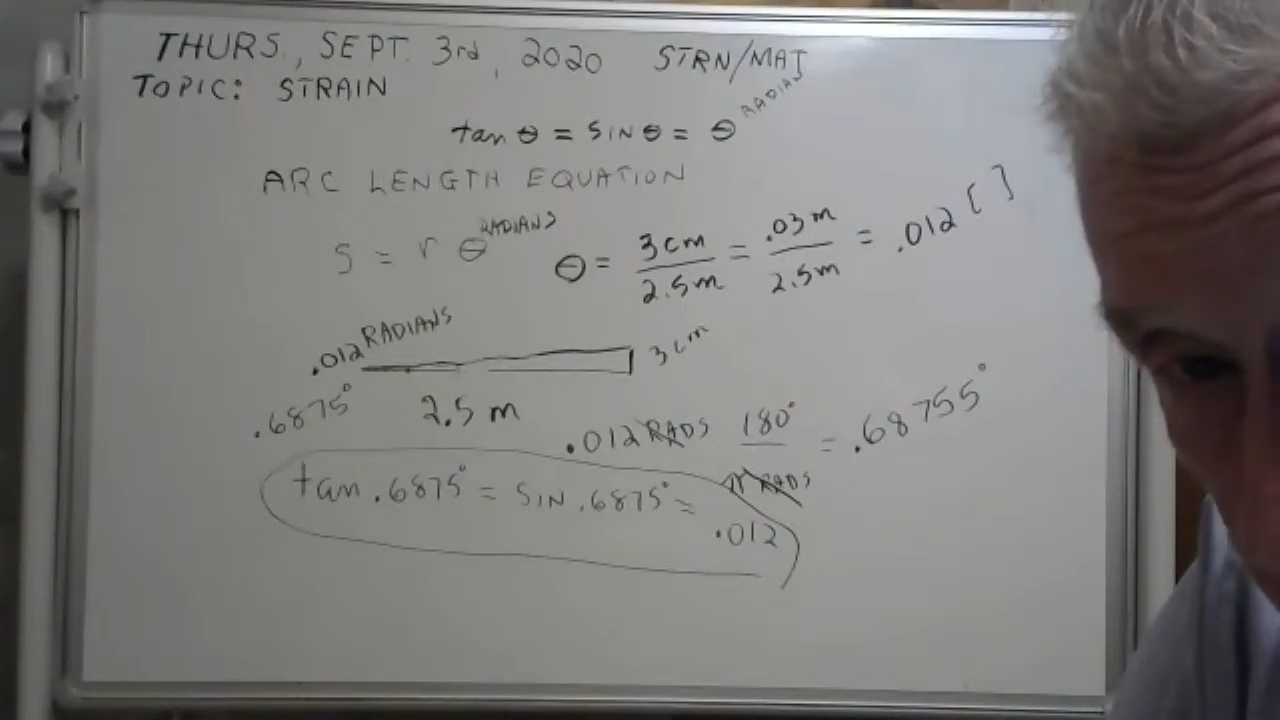 THURS., SEPT. 3rd, 2020 STRN/MAT
TOPIC: STRAIN
tan θ = SIN θ = θ RADIAN
ARC LENGTH EQUATION
S = r θ RADIANS
θ = 3cm/2.5m = .03m/2.5m = .012 [ ]
.012 RADIANS
3cm
.6875°
2.5 m
.012 RADS 180°/π RADS = .68755°
tan .6875° = SIN .6875° = .012